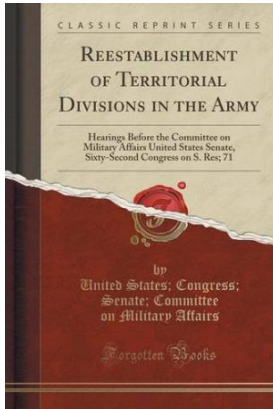 CLASSIC REPRINT SERIES
REESTABLISHMENT
OF TERRITORIAL
DIVISIONS IN THE ARMY
Hearings Before the Committee on
Military Affairs United States Senate,
Sixty-Second Congress on S. Res; 71
by
United States; Congress;
Senate; Committee
on Military Affairs
Forgotten Books